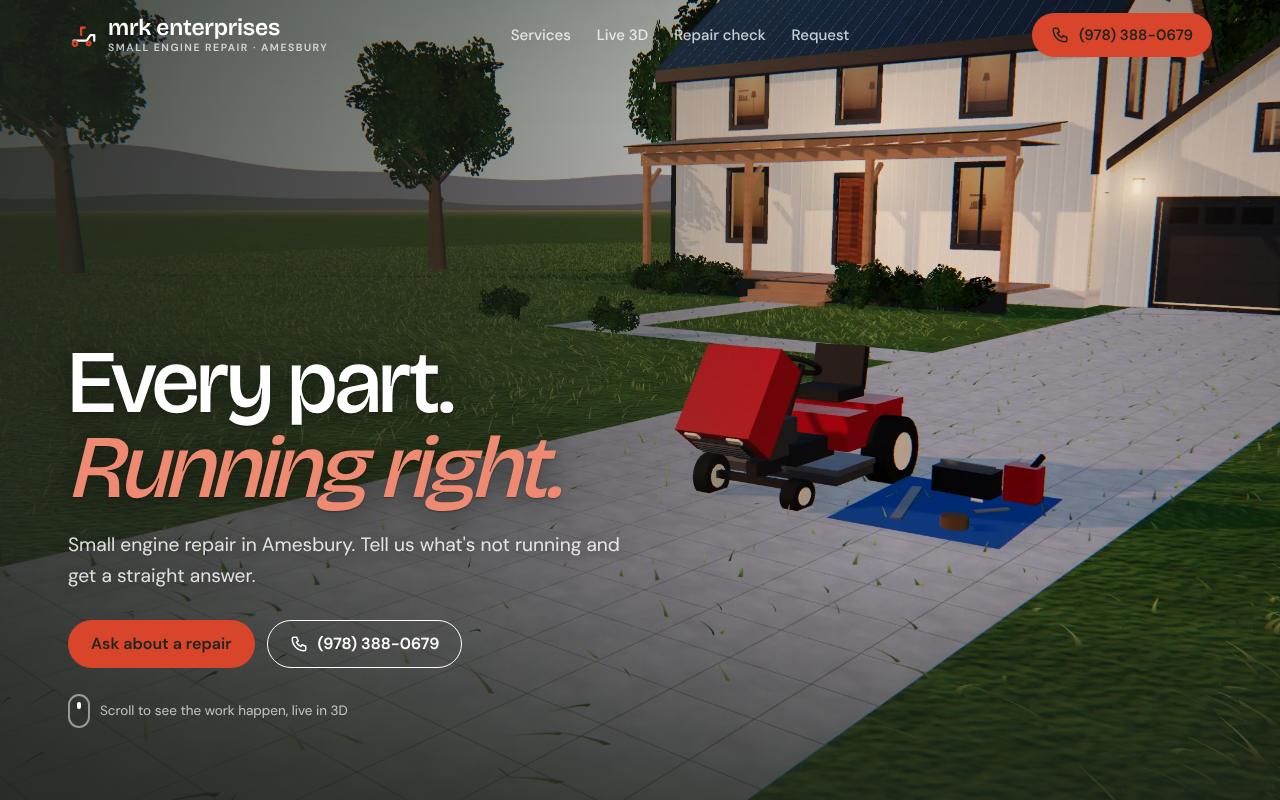 mrk enterprises
SMALL ENGINE REPAIR · AMESBURY
Services
Live 3D
Repair check
Request
(978) 388-0679
Every part.
Running right.
Small engine repair in Amesbury. Tell us what's not running and
get a straight answer.
Ask about a repair
(978) 388-0679
Scroll to see the work happen, live in 3D